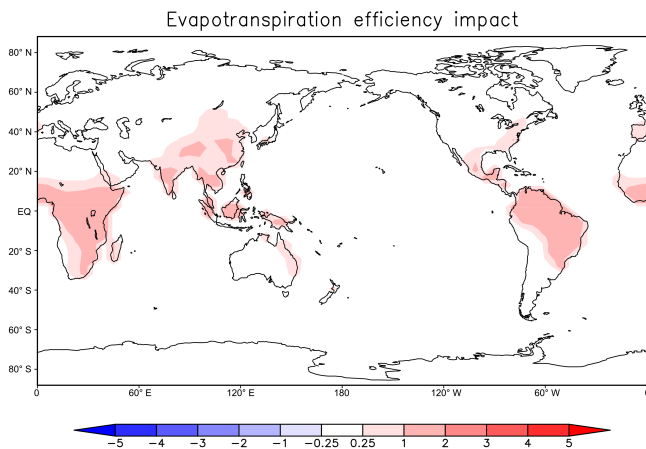 Evapotranspiration efficiency impact
80° N
60° N
40° N
20° N
EQ
20° S
40° S
60° S
80° S
0 60° E 120° E 180 120° W 60° W 0
−5 −4 −3 −2 −1 −0.25 0.25 1 2 3 4 5